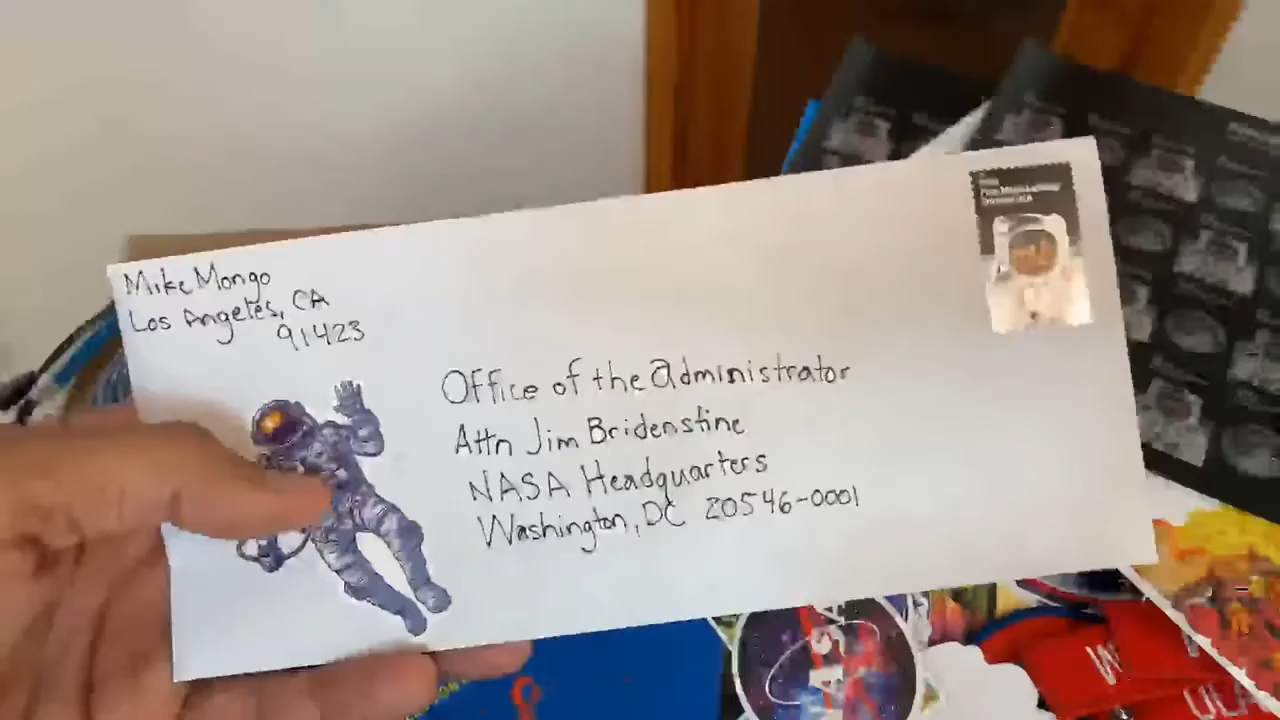 Mike Mongo
Los Angeles, CA
91423
Office of the administrator
Attn Jim Bridenstine
NASA Headquarters
Washington, DC 20546-0001